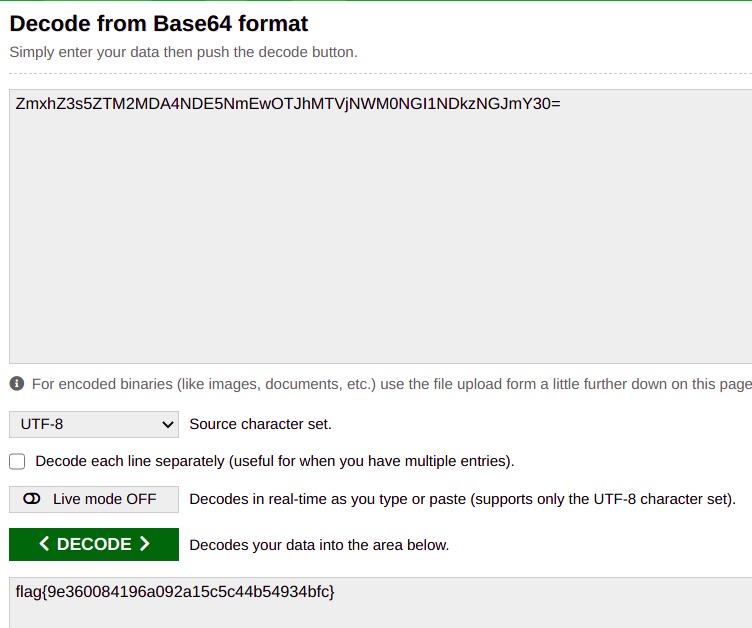 Decode from Base64 format
Simply enter your data then push the decode button.
ZmxhZ3s5ZTM2MDA4NDE5NmEwOTJhMTVjNWM0NGI1NDkzNGJmY30=
For encoded binaries (like images, documents, etc.) use the file upload form a little further down on this page
UTF-8 Source character set.
Decode each line separately (useful for when you have multiple entries).
Live mode OFF Decodes in real-time as you type or paste (supports only the UTF-8 character set).
< DECODE > Decodes your data into the area below.
flag{9e360084196a092a15c5c44b54934bfc}